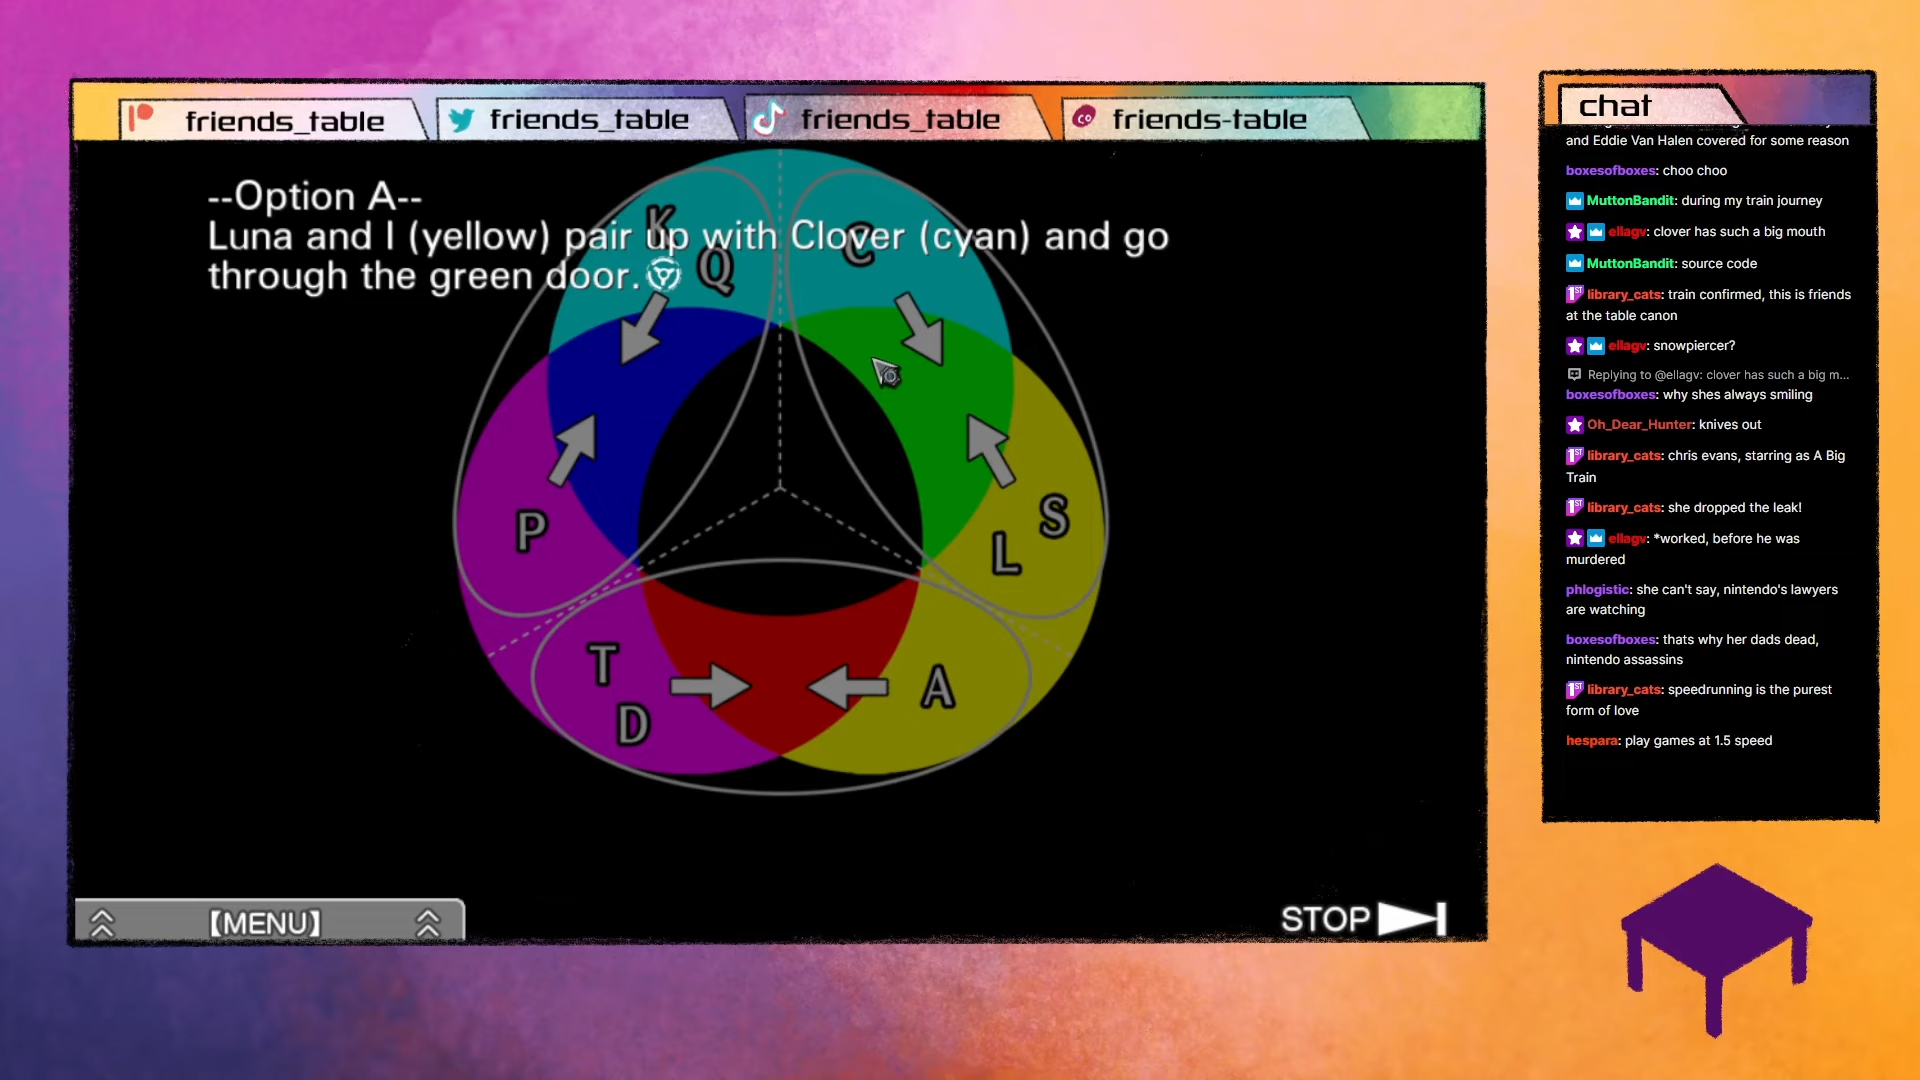 friends_table
friends_table
friends_table
friends-table
--Option A--
Luna and I (yellow) pair up with Clover (cyan) and go
through the green door.
K
Q
C
P
S
L
T
D
A
【MENU】
STOP
chat
and Eddie Van Halen covered for some reason
boxesofboxes: choo choo
MuttonBandit: during my train journey
ellagv: clover has such a big mouth
MuttonBandit: source code
1ST library_cats: train confirmed, this is friends
at the table canon
ellagv: snowpiercer?
Replying to @ellagv: clover has such a big m...
boxesofboxes: why shes always smiling
Oh_Dear_Hunter: knives out
1ST library_cats: chris evans, starring as A Big
Train
1ST library_cats: she dropped the leak!
ellagv: *worked, before he was
murdered
phlogistic: she can't say, nintendo's lawyers
are watching
boxesofboxes: thats why her dads dead,
nintendo assassins
1ST library_cats: speedrunning is the purest
form of love
hespara: play games at 1.5 speed